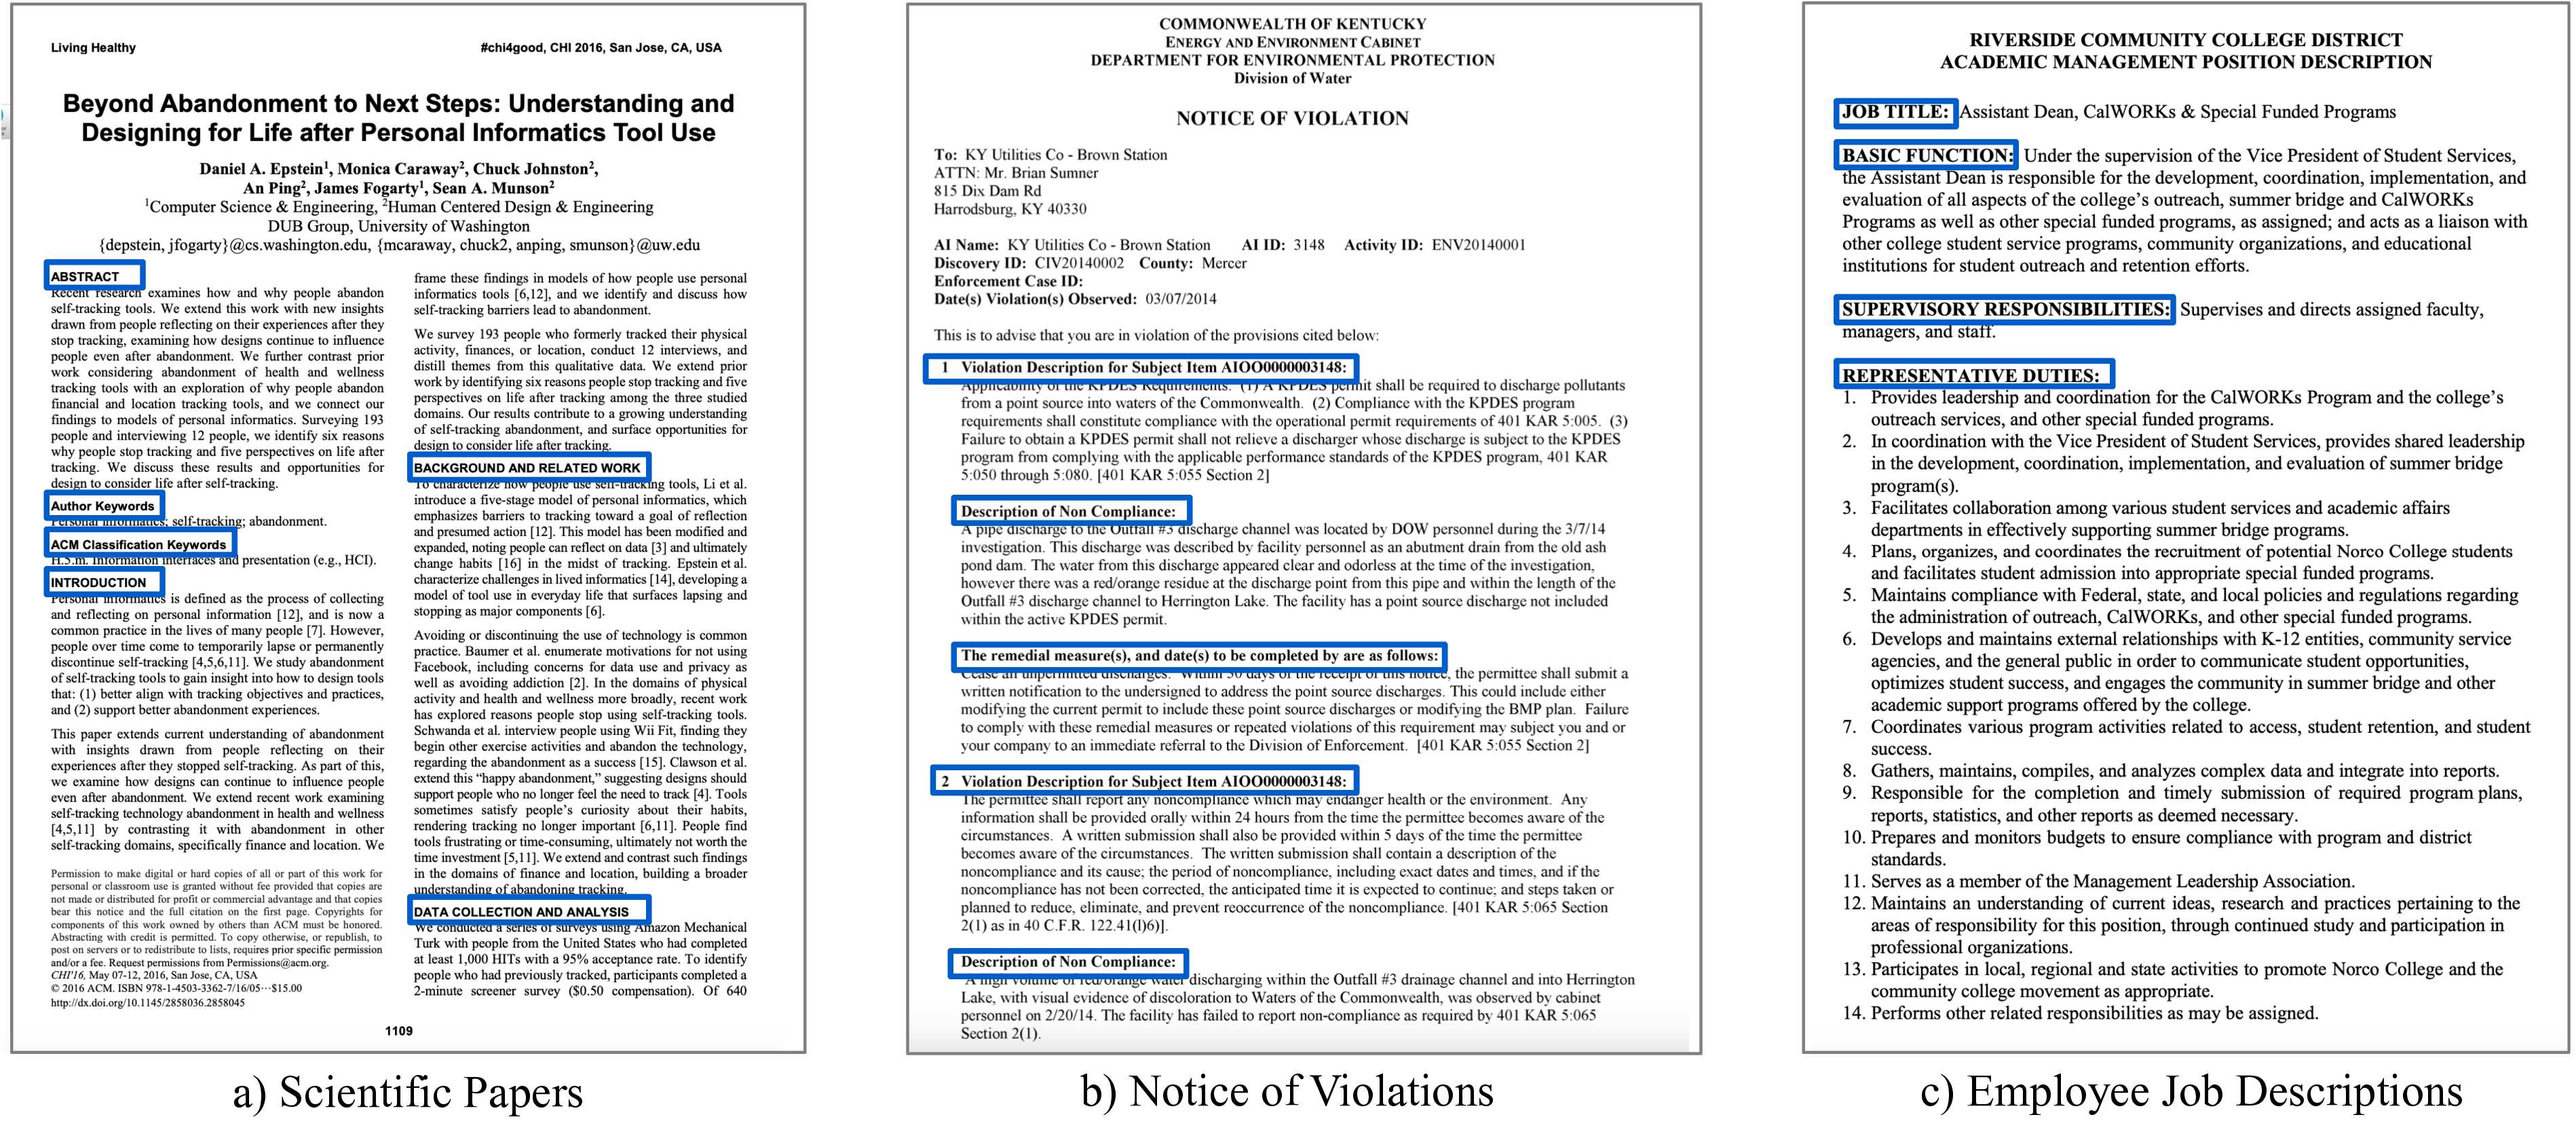 Living Healthy
#chi4good, CHI 2016, San Jose, CA, USA
Beyond Abandonment to Next Steps: Understanding and
Designing for Life after Personal Informatics Tool Use
Daniel A. Epstein1, Monica Caraway2, Chuck Johnston2,
An Ping2, James Fogarty1, Sean A. Munson2
1Computer Science & Engineering, 2Human Centered Design & Engineering
DUB Group, University of Washington
{depstein, jfogarty}@cs.washington.edu, {mcaraway, chuck2, anping, smunson}@uw.edu
ABSTRACT
Recent research examines how and why people abandon
self-tracking tools. We extend this work with new insights
drawn from people reflecting on their experiences after they
stop tracking, examining how designs continue to influence
people even after abandonment. We further contrast prior
work considering abandonment of health and wellness
tracking tools with an exploration of why people abandon
financial and location tracking tools, and we connect our
findings to models of personal informatics. Surveying 193
people and interviewing 12 people, we identify six reasons
why people stop tracking and five perspectives on life after
tracking. We discuss these results and opportunities for
design to consider life after self-tracking.
Author Keywords
Personal informatics; self-tracking; abandonment.
ACM Classification Keywords
H.5.m. Information interfaces and presentation (e.g., HCI).
INTRODUCTION
Personal informatics is defined as the process of collecting
and reflecting on personal information [12], and is now a
common practice in the lives of many people [7]. However,
people over time come to temporarily lapse or permanently
discontinue self-tracking [4,5,6,11]. We study abandonment
of self-tracking tools to gain insight into how to design tools
that: (1) better align with tracking objectives and practices,
and (2) support better abandonment experiences.
This paper extends current understanding of abandonment
with insights drawn from people reflecting on their
experiences after they stopped self-tracking. As part of this,
we examine how designs can continue to influence people
even after abandonment. We extend recent work examining
self-tracking technology abandonment in health and wellness
[4,5,11] by contrasting it with abandonment in other
self-tracking domains, specifically finance and location. We
Permission to make digital or hard copies of all or part of this work for
personal or classroom use is granted without fee provided that copies are
not made or distributed for profit or commercial advantage and that copies
bear this notice and the full citation on the first page. Copyrights for
components of this work owned by others than ACM must be honored.
Abstracting with credit is permitted. To copy otherwise, or republish, to
post on servers or to redistribute to lists, requires prior specific permission
and/or a fee. Request permissions from Permissions@acm.org.
CHI'16, May 07-12, 2016, San Jose, CA, USA
© 2016 ACM. ISBN 978-1-4503-3362-7/16/05···$15.00
http://dx.doi.org/10.1145/2858036.2858045
frame these findings in models of how people use personal
informatics tools [6,12], and we identify and discuss how
self-tracking barriers lead to abandonment.
We survey 193 people who formerly tracked their physical
activity, finances, or location, conduct 12 interviews, and
distill themes from this qualitative data. We extend prior
work by identifying six reasons people stop tracking and five
perspectives on life after tracking among the three studied
domains. Our results contribute to a growing understanding
of self-tracking abandonment, and surface opportunities for
design to consider life after tracking.
BACKGROUND AND RELATED WORK
To characterize how people use self-tracking tools, Li et al.
introduce a five-stage model of personal informatics, which
emphasizes barriers to tracking toward a goal of reflection
and presumed action [12]. This model has been modified and
expanded, noting people can reflect on data [3] and ultimately
change habits [16] in the midst of tracking. Epstein et al.
characterize challenges in lived informatics [14], developing a
model of tool use in everyday life that surfaces lapsing and
stopping as major components [6].
Avoiding or discontinuing the use of technology is common
practice. Baumer et al. enumerate motivations for not using
Facebook, including concerns for data use and privacy as
well as avoiding addiction [2]. In the domains of physical
activity and health and wellness more broadly, recent work
has explored reasons people stop using self-tracking tools.
Schwanda et al. interview people using Wii Fit, finding they
begin other exercise activities and abandon the technology,
regarding the abandonment as a success [15]. Clawson et al.
extend this “happy abandonment,” suggesting designs should
support people who no longer feel the need to track [4]. Tools
sometimes satisfy people’s curiosity about their habits,
rendering tracking no longer important [6,11]. People find
tools frustrating or time-consuming, ultimately not worth the
time investment [5,11]. We extend and contrast such findings
in the domains of finance and location, building a broader
understanding of abandoning tracking.
DATA COLLECTION AND ANALYSIS
We conducted a series of surveys using Amazon Mechanical
Turk with people from the United States who had completed
at least 1,000 HITs with a 95% acceptance rate. To identify
people who had previously tracked, participants completed a
2-minute screener survey ($0.50 compensation). Of 640
1109
a) Scientific Papers
COMMONWEALTH OF KENTUCKY
ENERGY AND ENVIRONMENT CABINET
DEPARTMENT FOR ENVIRONMENTAL PROTECTION
Division of Water
NOTICE OF VIOLATION
To: KY Utilities Co - Brown Station
ATTN: Mr. Brian Sumner
815 Dix Dam Rd
Harrodsburg, KY 40330
AI Name: KY Utilities Co - Brown Station AI ID: 3148 Activity ID: ENV20140001
Discovery ID: CIV20140002 County: Mercer
Enforcement Case ID:
Date(s) Violation(s) Observed: 03/07/2014
This is to advise that you are in violation of the provisions cited below:
1 Violation Description for Subject Item AIOO0000003148:
Applicability of the KPDES Requirements. (1) A KPDES permit shall be required to discharge pollutants
from a point source into waters of the Commonwealth. (2) Compliance with the KPDES program
requirements shall constitute compliance with the operational permit requirements of 401 KAR 5:005. (3)
Failure to obtain a KPDES permit shall not relieve a discharger whose discharge is subject to the KPDES
program from complying with the applicable performance standards of the KPDES program, 401 KAR
5:050 through 5:080. [401 KAR 5:055 Section 2]
Description of Non Compliance:
A pipe discharge to the Outfall #3 discharge channel was located by DOW personnel during the 3/7/14
investigation. This discharge was described by facility personnel as an abutment drain from the old ash
pond dam. The water from this discharge appeared clear and odorless at the time of the investigation,
however there was a red/orange residue at the discharge point from this pipe and within the length of the
Outfall #3 discharge channel to Herrington Lake. The facility has a point source discharge not included
within the active KPDES permit.
The remedial measure(s), and date(s) to be completed by are as follows:
Cease all unpermitted discharges. Within 30 days of the receipt of this notice, the permittee shall submit a
written notification to the undersigned to address the point source discharges. This could include either
modifying the current permit to include these point source discharges or modifying the BMP plan. Failure
to comply with these remedial measures or repeated violations of this requirement may subject you and or
your company to an immediate referral to the Division of Enforcement. [401 KAR 5:055 Section 2]
2 Violation Description for Subject Item AIOO0000003148:
The permittee shall report any noncompliance which may endanger health or the environment. Any
information shall be provided orally within 24 hours from the time the permittee becomes aware of the
circumstances. A written submission shall also be provided within 5 days of the time the permittee
becomes aware of the circumstances. The written submission shall contain a description of the
noncompliance and its cause; the period of noncompliance, including exact dates and times, and if the
noncompliance has not been corrected, the anticipated time it is expected to continue; and steps taken or
planned to reduce, eliminate, and prevent reoccurrence of the noncompliance. [401 KAR 5:065 Section
2(1) as in 40 C.F.R. 122.41(l)6)].
Description of Non Compliance:
A high volume of red/orange water discharging within the Outfall #3 drainage channel and into Herrington
Lake, with visual evidence of discoloration to Waters of the Commonwealth, was observed by cabinet
personnel on 2/20/14. The facility has failed to report non-compliance as required by 401 KAR 5:065
Section 2(1).
b) Notice of Violations
RIVERSIDE COMMUNITY COLLEGE DISTRICT
ACADEMIC MANAGEMENT POSITION DESCRIPTION
JOB TITLE: Assistant Dean, CalWORKs & Special Funded Programs
BASIC FUNCTION: Under the supervision of the Vice President of Student Services,
the Assistant Dean is responsible for the development, coordination, implementation, and
evaluation of all aspects of the college’s outreach, summer bridge and CalWORKs
Programs as well as other special funded programs, as assigned; and acts as a liaison with
other college student service programs, community organizations, and educational
institutions for student outreach and retention efforts.
SUPERVISORY RESPONSIBILITIES: Supervises and directs assigned faculty,
managers, and staff.
REPRESENTATIVE DUTIES:
1. Provides leadership and coordination for the CalWORKs Program and the college’s
outreach services, and other special funded programs.
2. In coordination with the Vice President of Student Services, provides shared leadership
in the development, coordination, implementation, and evaluation of summer bridge
program(s).
3. Facilitates collaboration among various student services and academic affairs
departments in effectively supporting summer bridge programs.
4. Plans, organizes, and coordinates the recruitment of potential Norco College students
and facilitates student admission into appropriate special funded programs.
5. Maintains compliance with Federal, state, and local policies and regulations regarding
the administration of outreach, CalWORKs, and other special funded programs.
6. Develops and maintains external relationships with K-12 entities, community service
agencies, and the general public in order to communicate student opportunities,
optimizes student success, and engages the community in summer bridge and other
academic support programs offered by the college.
7. Coordinates various program activities related to access, student retention, and student
success.
8. Gathers, maintains, compiles, and analyzes complex data and integrate into reports.
9. Responsible for the completion and timely submission of required program plans,
reports, statistics, and other reports as deemed necessary.
10. Prepares and monitors budgets to ensure compliance with program and district
standards.
11. Serves as a member of the Management Leadership Association.
12. Maintains an understanding of current ideas, research and practices pertaining to the
areas of responsibility for this position, through continued study and participation in
professional organizations.
13. Participates in local, regional and state activities to promote Norco College and the
community college movement as appropriate.
14. Performs other related responsibilities as may be assigned.
c) Employee Job Descriptions